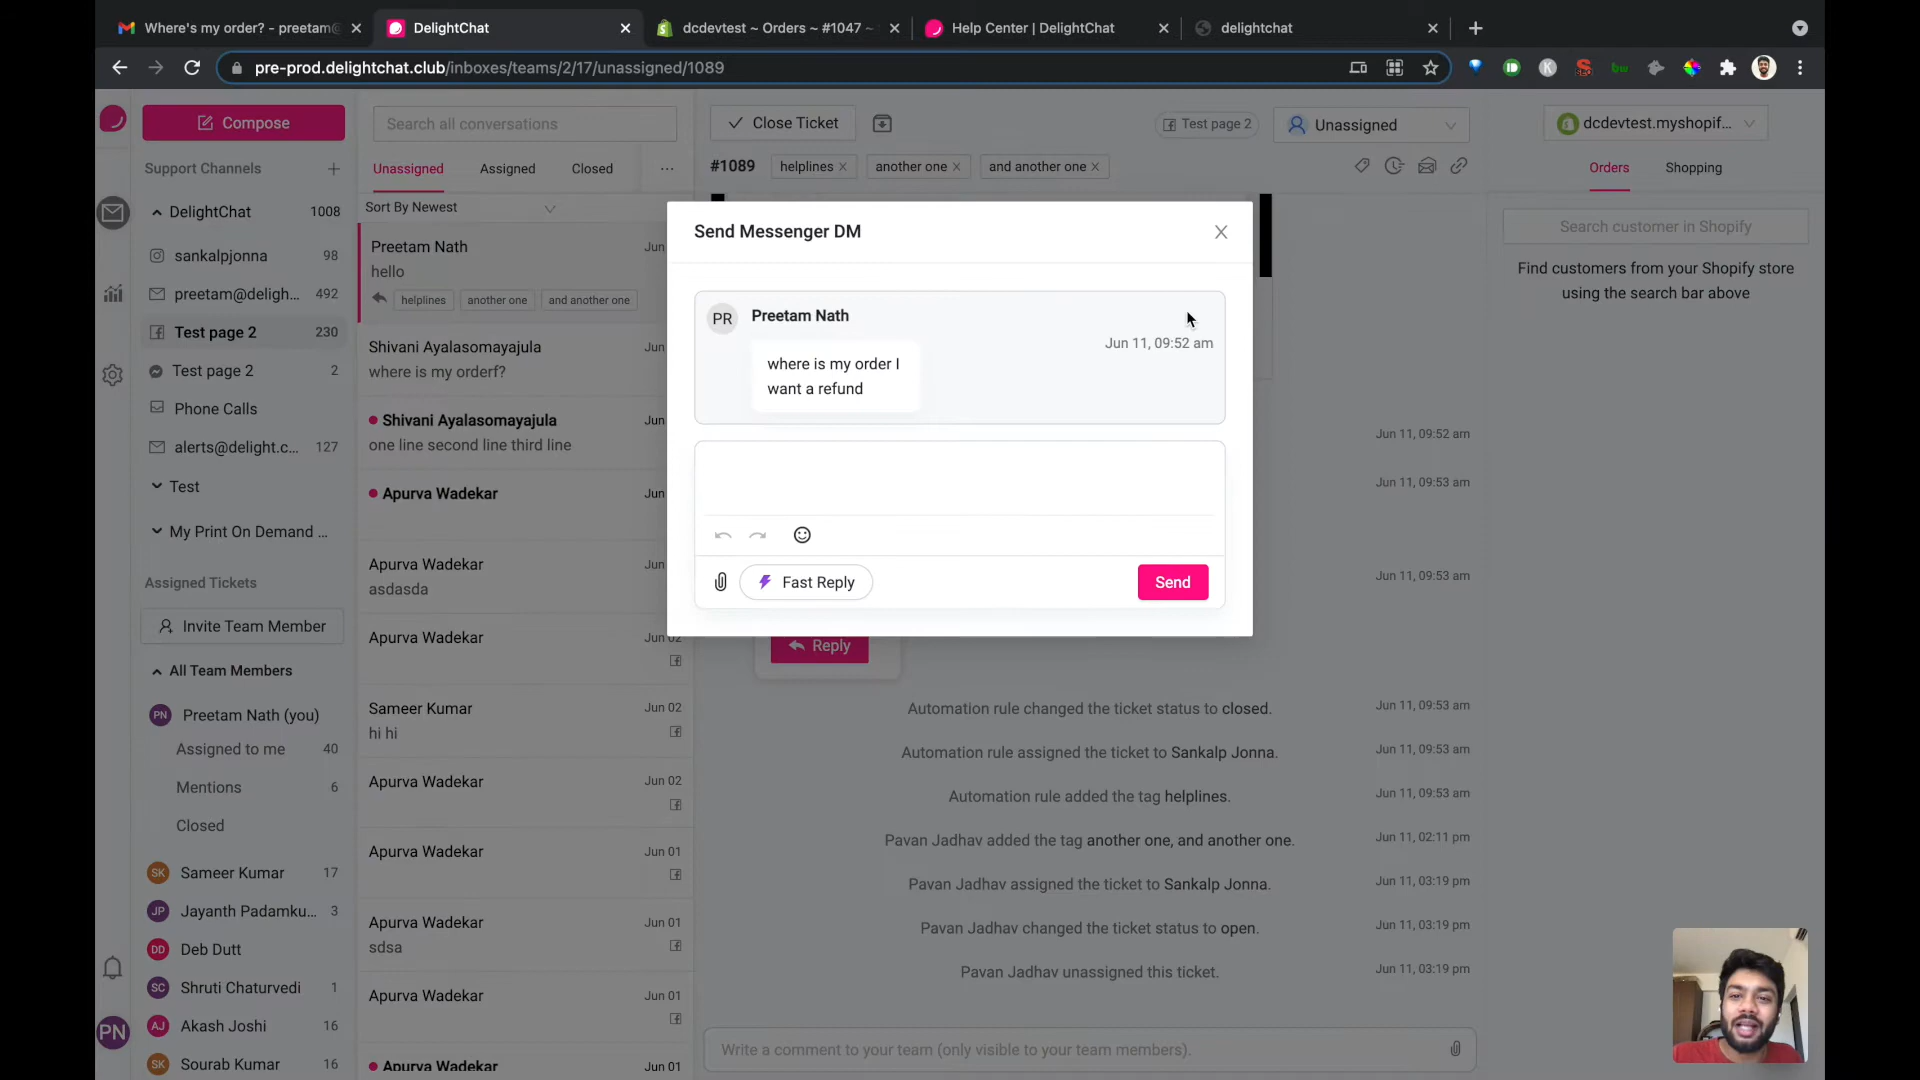 Where's my order? - preetam@
DelightChat
dcdevtest ~ Orders ~ #1047 ~
Help Center | DelightChat
delightchat
pre-prod.delightchat.club/inboxes/teams/2/17/unassigned/1089
Compose
Support Channels
DelightChat 1008
sankalpjonna 98
preetam@deligh... 492
Test page 2 230
Test page 2 2
Phone Calls
alerts@delight.c... 127
Test
My Print On Demand ...
Assigned Tickets
Invite Team Member
All Team Members
PN Preetam Nath (you)
Assigned to me 40
Mentions 6
Closed
SK Sameer Kumar 17
JP Jayanth Padamku... 3
DD Deb Dutt
SC Shruti Chaturvedi 1
AJ Akash Joshi 16
SK Sourab Kumar 16
PN
Search all conversations
Unassigned Assigned Closed ...
Sort By Newest
Preetam Nath Jun
hello
helplines another one and another one
Shivani Ayalasomayajula Jun
where is my orderf?
Shivani Ayalasomayajula Jun
one line second line third line
Apurva Wadekar Jun
Apurva Wadekar Jun
asdasda
Apurva Wadekar Jun 02
Sameer Kumar Jun 02
hi hi
Apurva Wadekar Jun 02
Apurva Wadekar Jun 01
Apurva Wadekar Jun 01
sdsa
Apurva Wadekar Jun 01
Apurva Wadekar Jun 01
Close Ticket
Test page 2
Unassigned
#1089 helplines another one and another one
Send Messenger DM
PR Preetam Nath
Jun 11, 09:52 am
where is my order I
want a refund
Fast Reply
Send
Reply
Jun 11, 09:52 am
Jun 11, 09:53 am
Jun 11, 09:53 am
Automation rule changed the ticket status to closed. Jun 11, 09:53 am
Automation rule assigned the ticket to Sankalp Jonna. Jun 11, 09:53 am
Automation rule added the tag helplines. Jun 11, 09:53 am
Pavan Jadhav added the tag another one, and another one. Jun 11, 02:11 pm
Pavan Jadhav assigned the ticket to Sankalp Jonna. Jun 11, 03:19 pm
Pavan Jadhav changed the ticket status to open. Jun 11, 03:19 pm
Pavan Jadhav unassigned this ticket. Jun 11, 03:19 pm
Write a comment to your team (only visible to your team members).
dcdevtest.myshopif...
Orders Shopping
Search customer in Shopify
Find customers from your Shopify store
using the search bar above